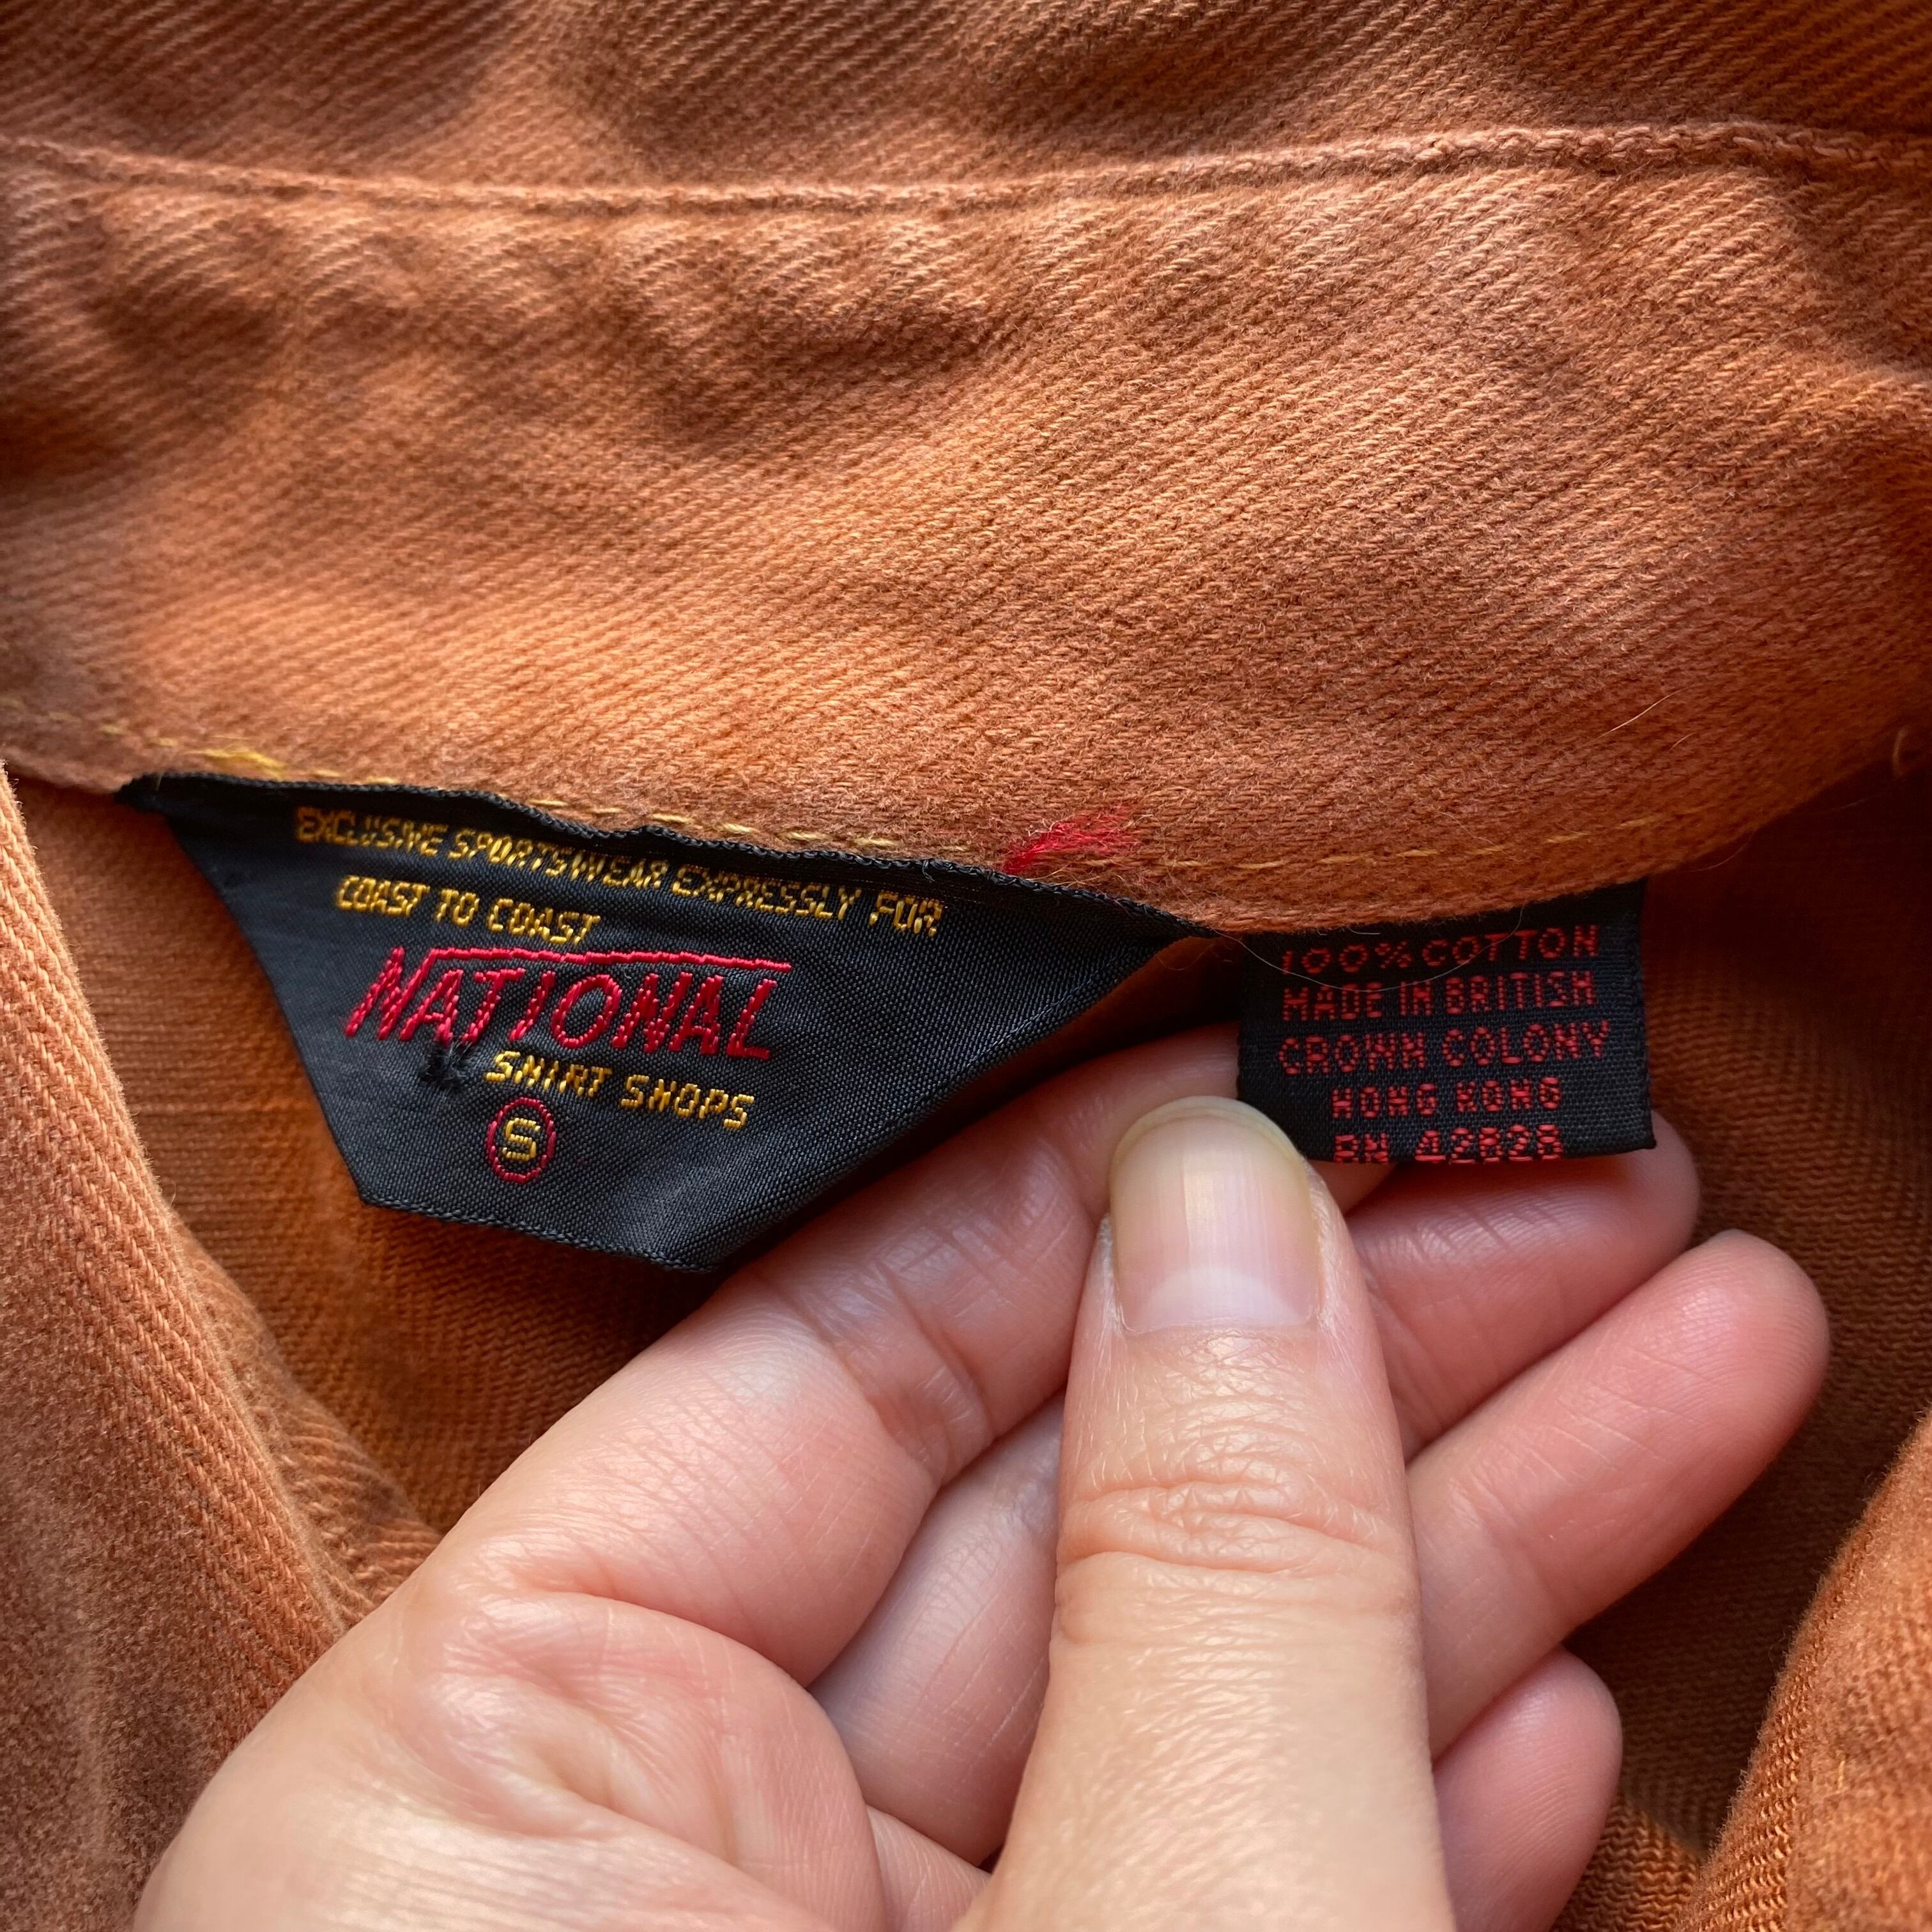 EXCLUSIVE SPORTSWEAR EXPRESSLY FOR
COAST TO COAST
NATIONAL
SHIRT SHOPS
S
100% COTTON
MADE IN BRITISH
CROWN COLONY
HONG KONG
RN 42828